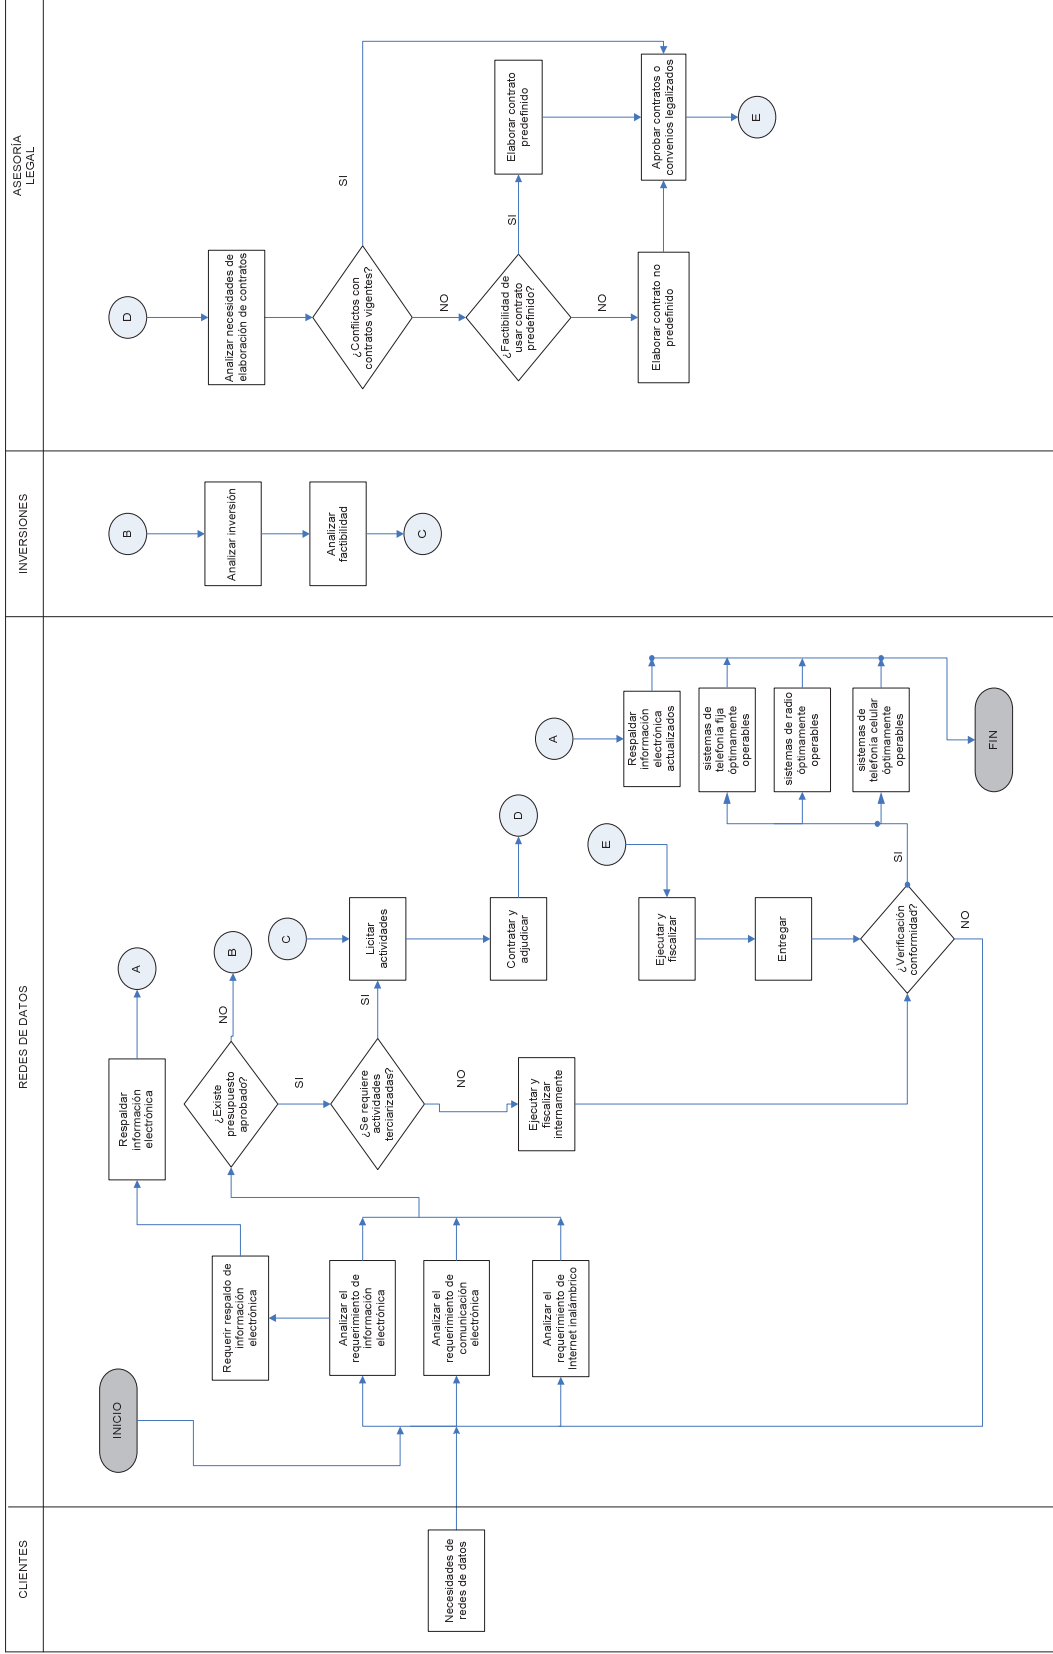 CLIENTES
REDES DE DATOS
INVERSIONES
ASESORÍA
LEGAL
Necesidades de
redes de datos
INICIO
Requerir respaldo de
información
electrónica
Analizar el
requerimiento de
información
electrónica
Analizar el
requerimiento de
comunicación
electrónica
Analizar el
requerimiento de
Internet inalámbrico
Respaldar
información
electrónica
A
¿Existe
presupuesto
aprobado?
NO
B
SI
¿Se requiere
actividades
terciarizadas?
SI
NO
C
Licitar
actividades
Contratar y
adjudicar
D
Ejecutar y
fiscalizar
internamente
E
Ejecutar y
fiscalizar
Entregar
¿Verificación
conformidad?
SI
NO
A
Respaldar
información
electrónica
actualizados
sistemas de
telefonía fija
óptimamente
operables
sistemas de radio
óptimamente
operables
sistemas de
telefonía celular
óptimamente
operables
FIN
B
Analizar inversión
Analizar
factibilidad
C
D
Analizar necesidades de
elaboración de contratos
¿Conflictos con
contratos vigentes?
SI
NO
¿Factibilidad de
usar contrato
predefinido?
SI
NO
Elaborar contrato
predefinido
Elaborar contrato no
predefinido
Aprobar contratos o
convenios legalizados
E